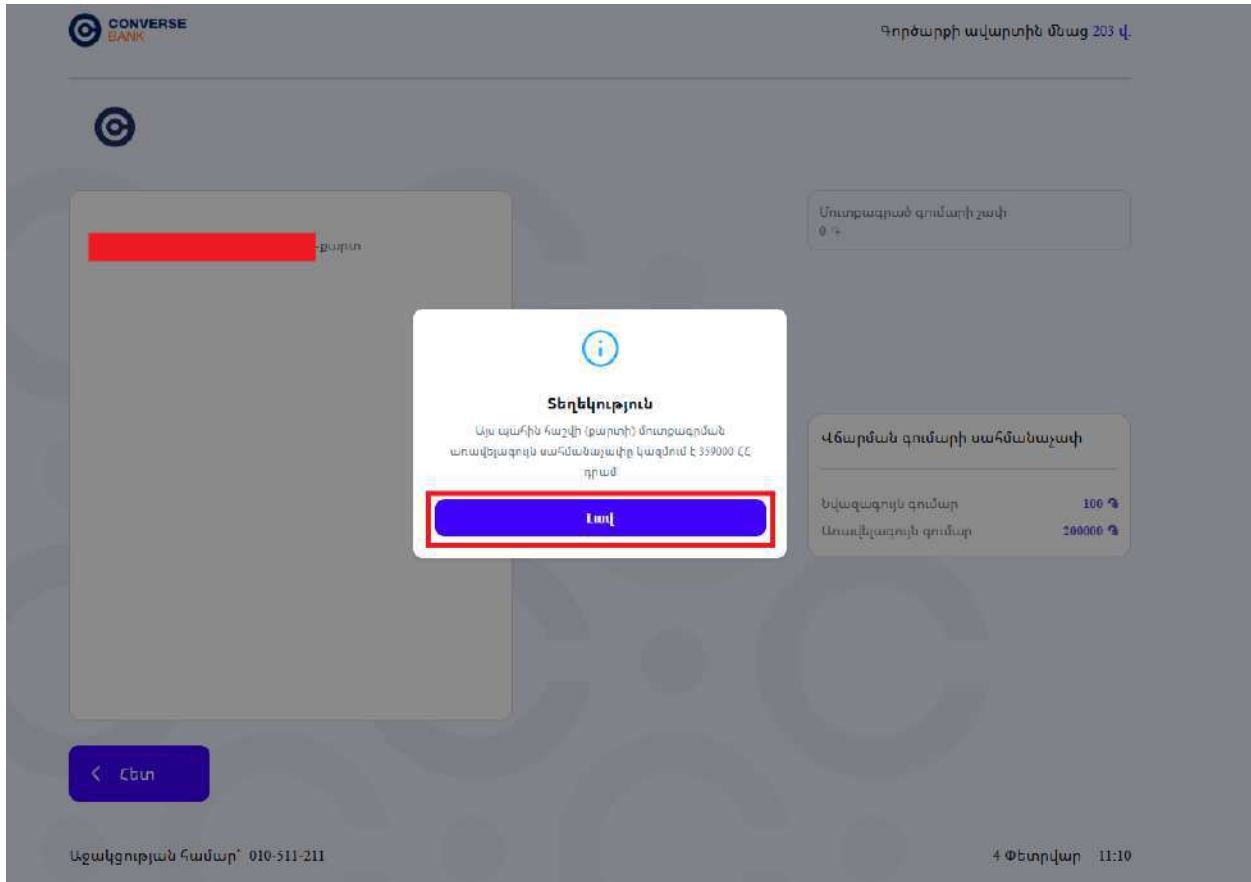 CONVERSE
BANK
Գործարքի ավարտին մնաց 203 վ.
Մուտքագրած գումարի չափ
0 ֏
-քարտ
Տեղեկություն
Այս պահին հաշվի (քարտի) մուտքագրման
առավելագույն սահմանաչափը կազմում է 359000 ՀՀ
դրամ
Լավ
Վճարման գումարի սահմանաչափ
Նվազագույն գումար 100 ֏
Առավելագույն գումար 200000 ֏
Հետ
Աջակցության համար՝ 010-511-211
4 Փետրվար 11:10